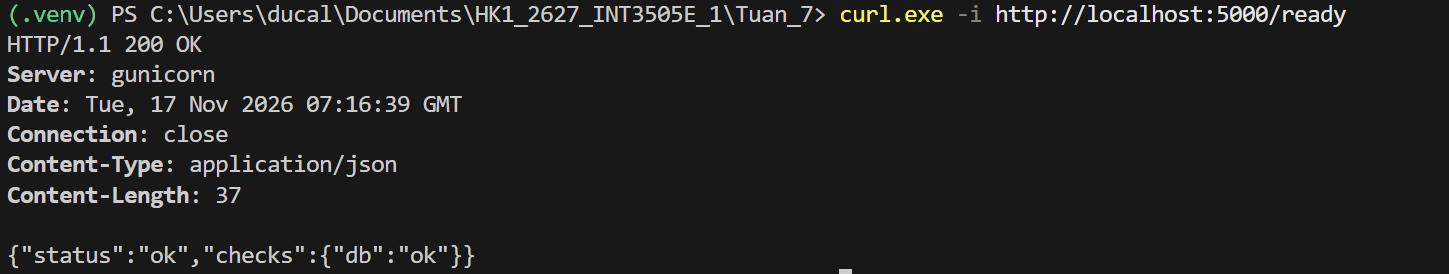 (.venv) PS C:\Users\ducal\Documents\HK1_2627_INT3505E_1\Tuan_7> curl.exe -i http://localhost:5000/ready
HTTP/1.1 200 OK
Server: gunicorn
Date: Tue, 17 Nov 2026 07:16:39 GMT
Connection: close
Content-Type: application/json
Content-Length: 37

{"status":"ok","checks":{"db":"ok"}}